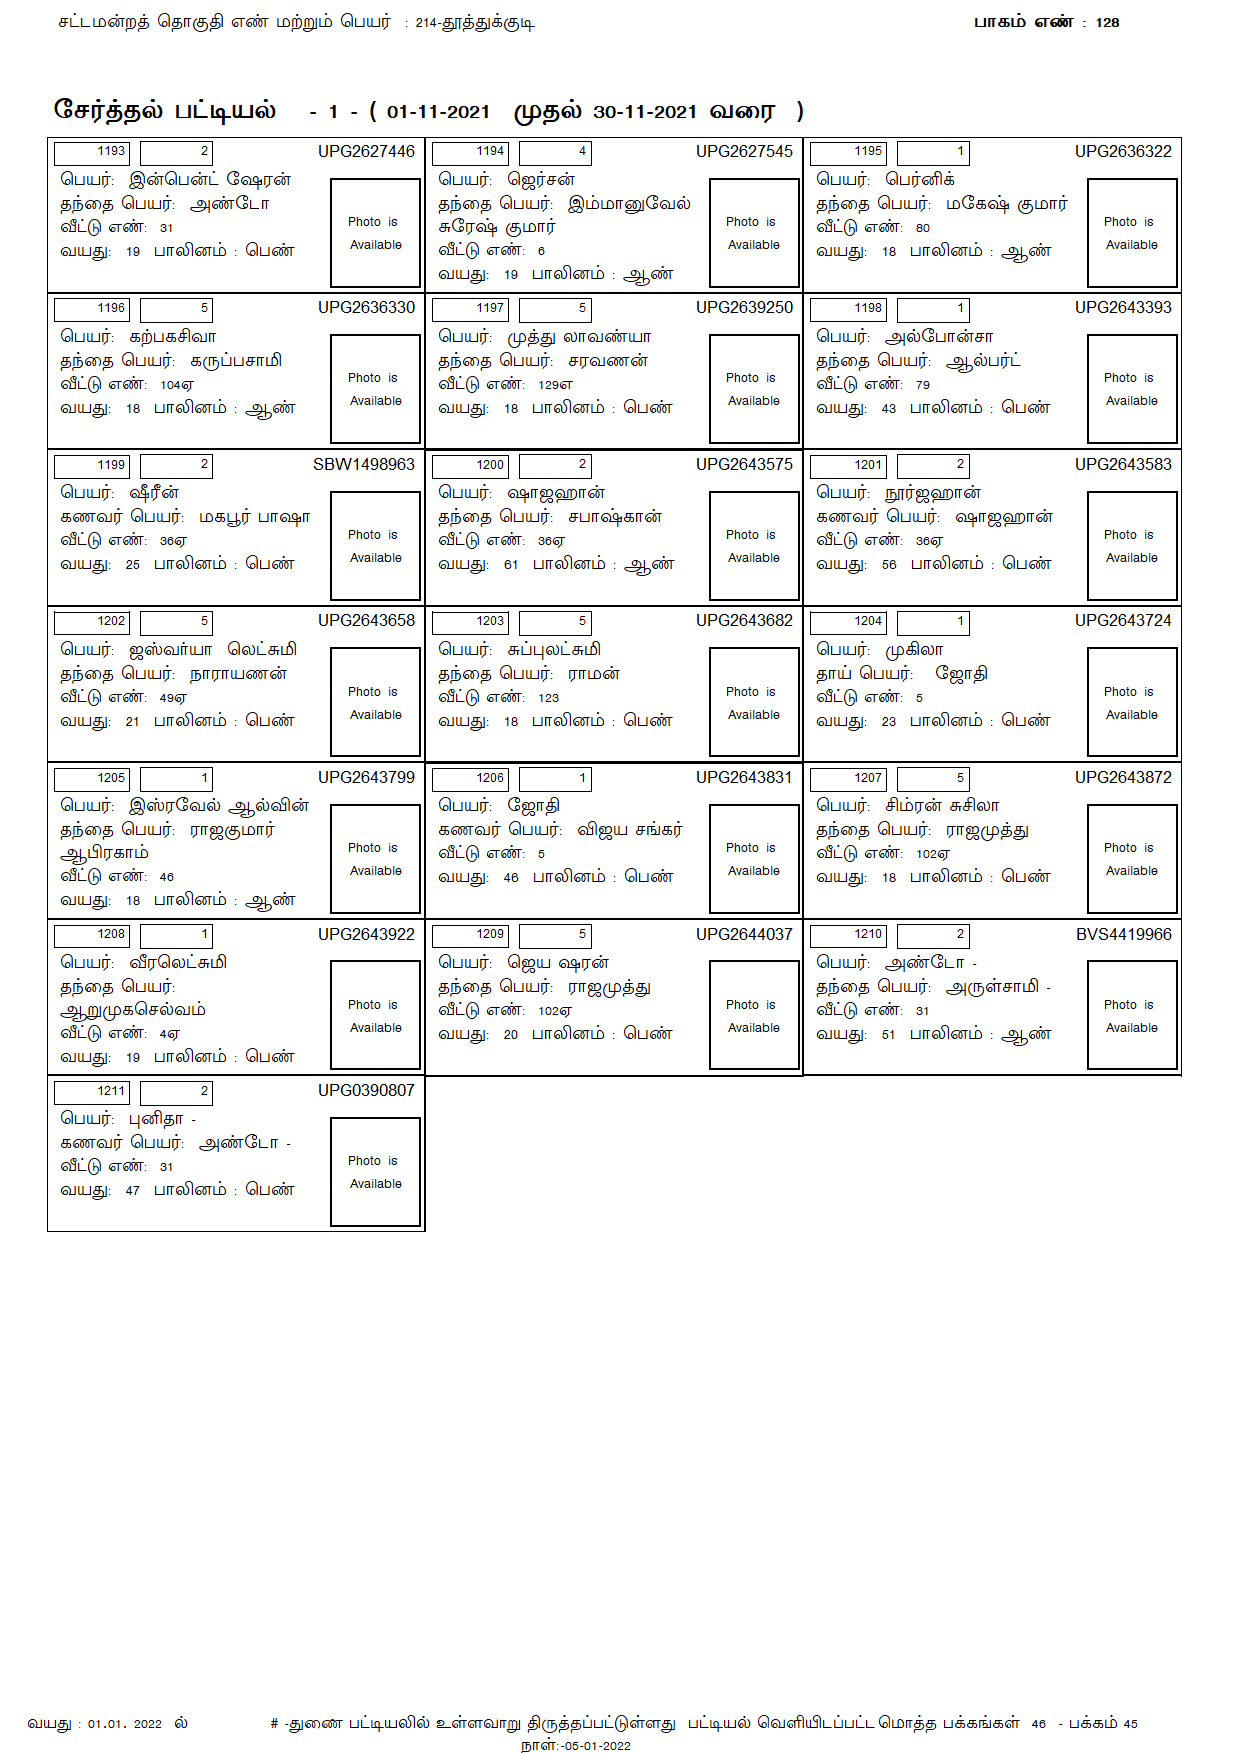 சட்டமன்றத் தொகுதி எண் மற்றும் பெயர் : 214-தூத்துக்குடி
பாகம் எண் : 128
சேர்த்தல் பட்டியல் - 1 - ( 01-11-2021 முதல் 30-11-2021 வரை )
1193 2 UPG2627446
பெயர்: இன்பென்ட் ஷேரன்
தந்தை பெயர்: அண்டோ
வீட்டு எண்: 31
வயது: 19 பாலினம் : பெண்
Photo is
Available
1194 4 UPG2627545
பெயர்: ஜெர்சன்
தந்தை பெயர்: இம்மானுவேல்
சுரேஷ் குமார்
வீட்டு எண்: 6
வயது: 19 பாலினம் : ஆண்
Photo is
Available
1195 1 UPG2636322
பெயர்: பெர்னிக்
தந்தை பெயர்: மகேஷ் குமார்
வீட்டு எண்: 80
வயது: 18 பாலினம் : ஆண்
Photo is
Available
1196 5 UPG2636330
பெயர்: கற்பகசிவா
தந்தை பெயர்: கருப்பசாமி
வீட்டு எண்: 104ஏ
வயது: 18 பாலினம் : ஆண்
Photo is
Available
1197 5 UPG2639250
பெயர்: முத்து லாவண்யா
தந்தை பெயர்: சரவணன்
வீட்டு எண்: 129எ
வயது: 18 பாலினம் : பெண்
Photo is
Available
1198 1 UPG2643393
பெயர்: அல்போன்சா
தந்தை பெயர்: ஆல்பர்ட்
வீட்டு எண்: 79
வயது: 43 பாலினம் : பெண்
Photo is
Available
1199 2 SBW1498963
பெயர்: ஷீரீன்
கணவர் பெயர்: மகபூர் பாஷா
வீட்டு எண்: 36ஏ
வயது: 25 பாலினம் : பெண்
Photo is
Available
1200 2 UPG2643575
பெயர்: ஷாஜஹான்
தந்தை பெயர்: சபாஷ்கான்
வீட்டு எண்: 36ஏ
வயது: 61 பாலினம் : ஆண்
Photo is
Available
1201 2 UPG2643583
பெயர்: நூர்ஜஹான்
கணவர் பெயர்: ஷாஜஹான்
வீட்டு எண்: 36ஏ
வயது: 56 பாலினம் : பெண்
Photo is
Available
1202 5 UPG2643658
பெயர்: ஜஸ்வர்யா லெட்சுமி
தந்தை பெயர்: நாராயணன்
வீட்டு எண்: 49ஏ
வயது: 21 பாலினம் : பெண்
Photo is
Available
1203 5 UPG2643682
பெயர்: சுப்புலட்சுமி
தந்தை பெயர்: ராமன்
வீட்டு எண்: 123
வயது: 18 பாலினம் : பெண்
Photo is
Available
1204 1 UPG2643724
பெயர்: முகிலா
தாய் பெயர்: ஜோதி
வீட்டு எண்: 5
வயது: 23 பாலினம் : பெண்
Photo is
Available
1205 1 UPG2643799
பெயர்: இஸ்ரவேல் ஆல்வின்
தந்தை பெயர்: ராஜகுமார்
ஆபிரகாம்
வீட்டு எண்: 46
வயது: 18 பாலினம் : ஆண்
Photo is
Available
1206 1 UPG2643831
பெயர்: ஜோதி
கணவர் பெயர்: விஜய சங்கர்
வீட்டு எண்: 5
வயது: 46 பாலினம் : பெண்
Photo is
Available
1207 5 UPG2643872
பெயர்: சிம்ரன் சுசிலா
தந்தை பெயர்: ராஜமுத்து
வீட்டு எண்: 102ஏ
வயது: 18 பாலினம் : பெண்
Photo is
Available
1208 1 UPG2643922
பெயர்: வீரலெட்சுமி
தந்தை பெயர்:
ஆறுமுகசெல்வம்
வீட்டு எண்: 4ஏ
வயது: 19 பாலினம் : பெண்
Photo is
Available
1209 5 UPG2644037
பெயர்: ஜெய ஷரன்
தந்தை பெயர்: ராஜமுத்து
வீட்டு எண்: 102ஏ
வயது: 20 பாலினம் : பெண்
Photo is
Available
1210 2 BVS4419966
பெயர்: அண்டோ -
தந்தை பெயர்: அருள்சாமி -
வீட்டு எண்: 31
வயது: 51 பாலினம் : ஆண்
Photo is
Available
1211 2 UPG0390807
பெயர்: புனிதா -
கணவர் பெயர்: அண்டோ -
வீட்டு எண்: 31
வயது: 47 பாலினம் : பெண்
Photo is
Available
வயது : 01.01. 2022 ல் # -துணை பட்டியலில் உள்ளவாறு திருத்தப்பட்டுள்ளது பட்டியல் வெளியிடப்பட்ட மொத்த பக்கங்கள் 46 - பக்கம் 45
நாள்:-05-01-2022